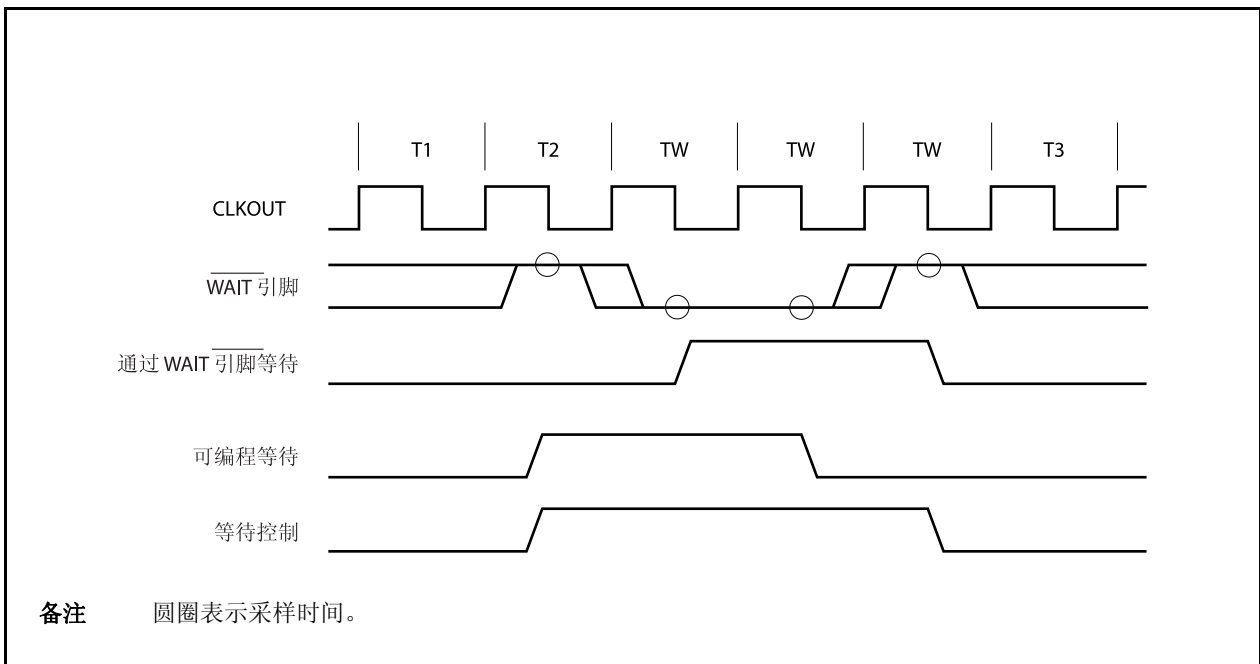 T1 T2 TW TW TW T3
CLKOUT
WAIT 引脚
通过 WAIT 引脚等待
可编程等待
等待控制
备注 圆圈表示采样时间。